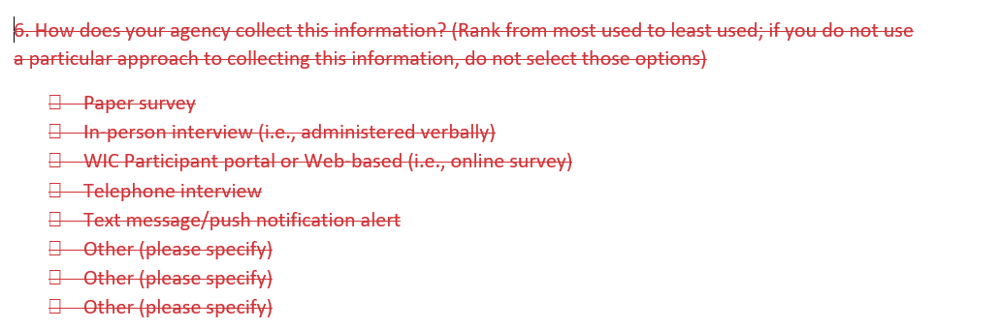 6. How does your agency collect this information? (Rank from most used to least used; if you do not use
a particular approach to collecting this information, do not select those options)
☐ Paper survey
☐ In-person interview (i.e., administered verbally)
☐ WIC Participant portal or Web-based (i.e., online survey)
☐ Telephone interview
☐ Text message/push notification alert
☐ Other (please specify)
☐ Other (please specify)
☐ Other (please specify)